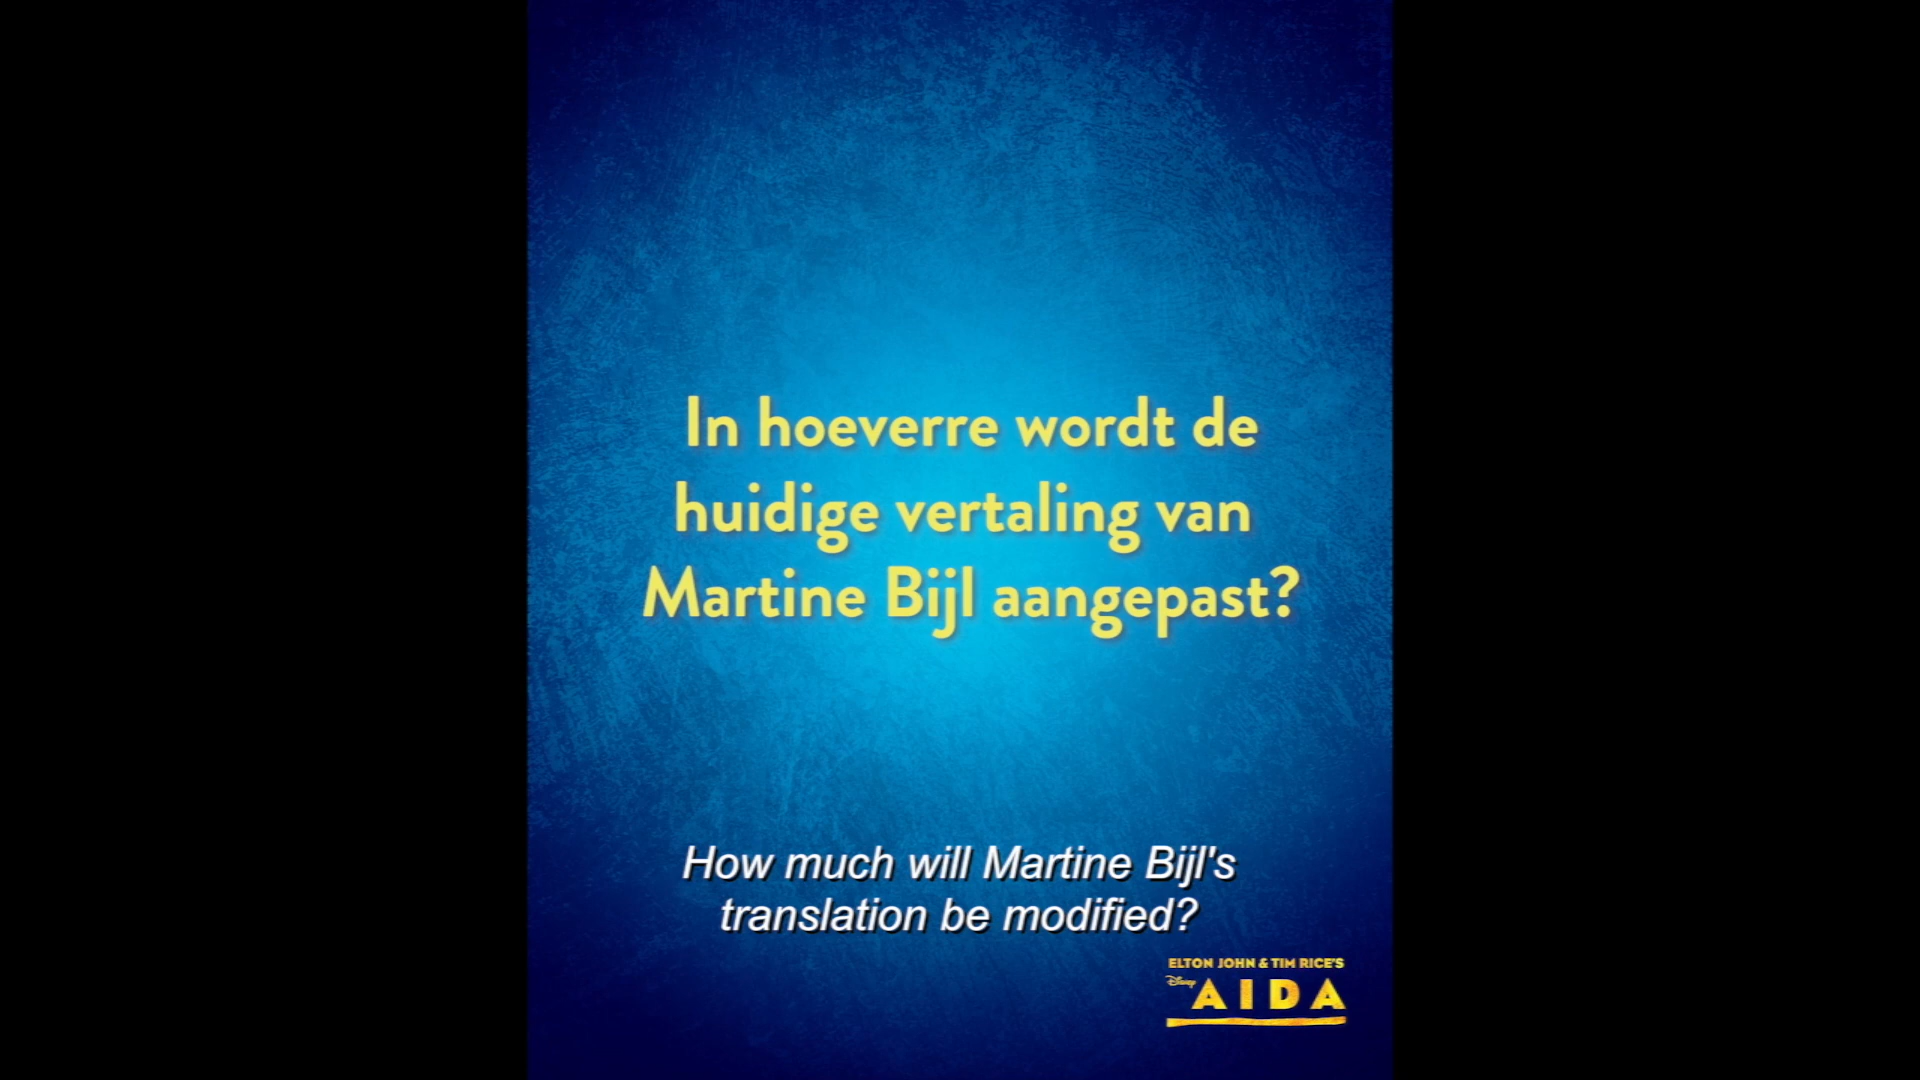 In hoeverre wordt de
huidige vertaling van
Martine Bijl aangepast?
How much will Martine Bijl's
translation be modified?
ELTON JOHN & TIM RICE'S
Disney
AIDA